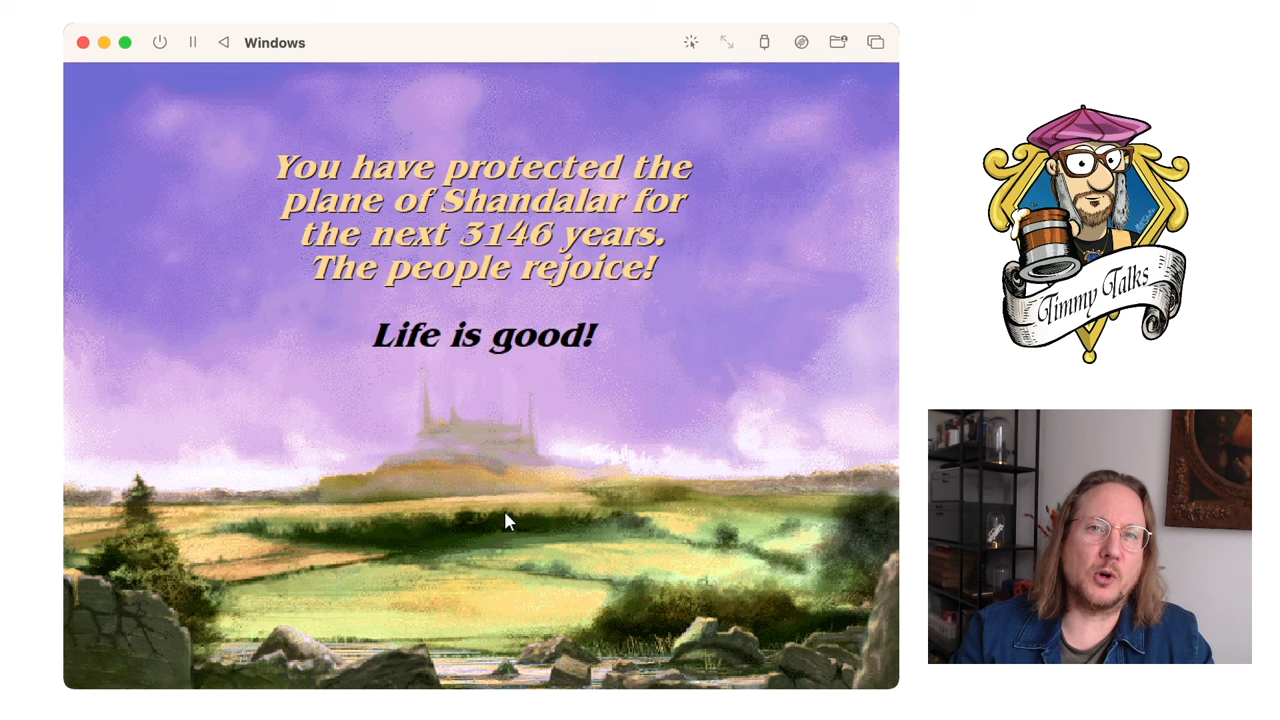 Windows
You have protected the
plane of Shandalar for
the next 3146 years.
The people rejoice!
Life is good!
Timmy Talks